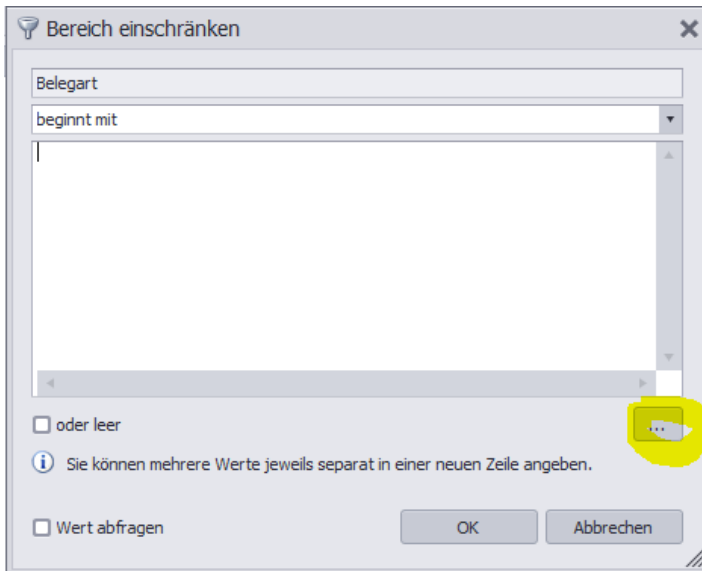 Bereich einschränken
Belegart
beginnt mit
oder leer
...
Sie können mehrere Werte jeweils separat in einer neuen Zeile angeben.
Wert abfragen
OK
Abbrechen